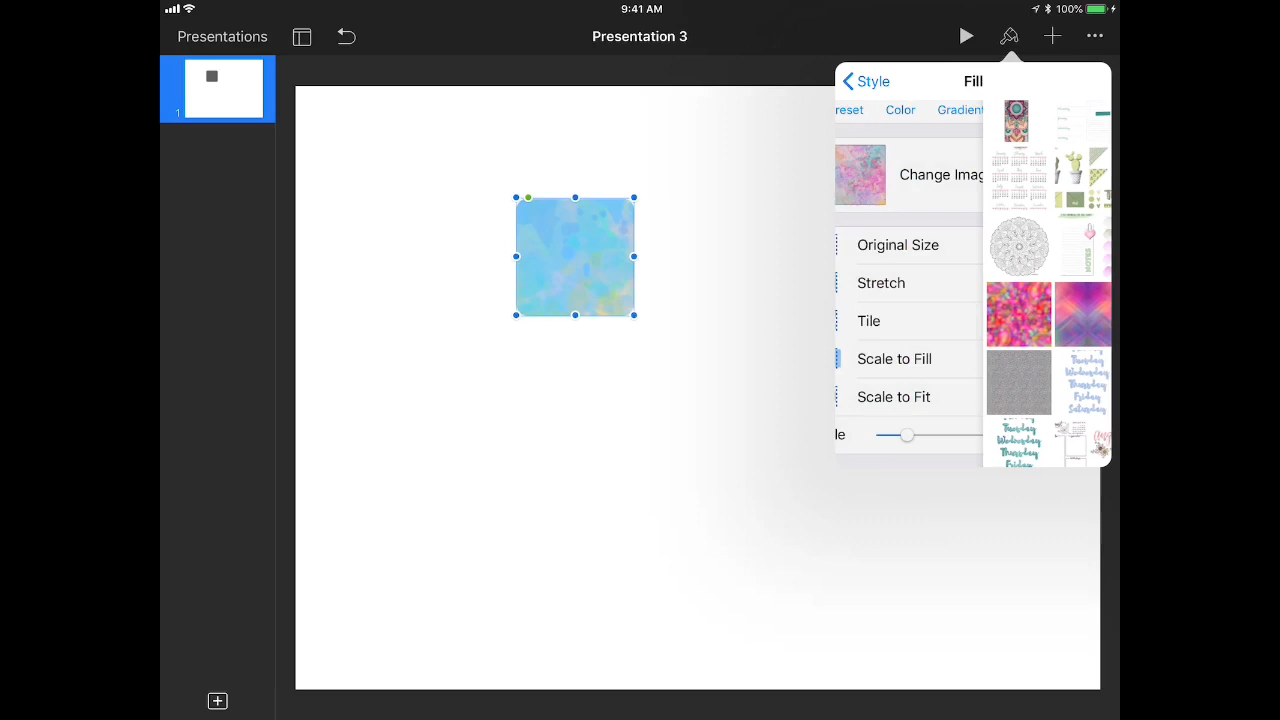 9:41 AM
100%
Presentations
Presentation 3
Style
Fill
reset
Color
Gradient
Change Imag
Original Size
Stretch
Tile
Scale to Fill
Scale to Fit
le
1
NOTES
Tuesday
Wednesday
Thursday
Friday
Saturday
Tuesday
Wednesday
Thursday
Friday